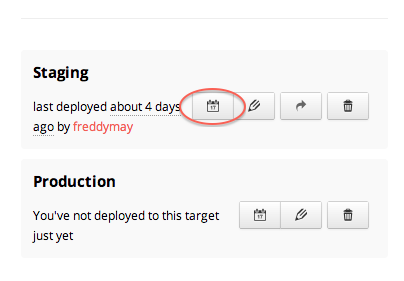 Staging
last deployed about 4 days
ago by freddymay
Production
You've not deployed to this target
just yet